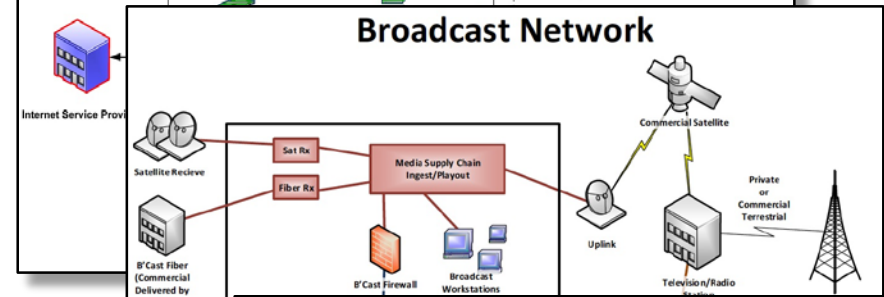 Broadcast Network
Internet Service Provi
Commercial Satellite
Satellite Recieve
Sat Rx
Media Supply Chain
Ingest/Playout
Fiber Rx
Private
or
Commercial
Terrestrial
Uplink
B'Cast Fiber
(Commercial
Delivered by
B'Cast Firewall
Broadcast
Workstations
Television/Radio
Station